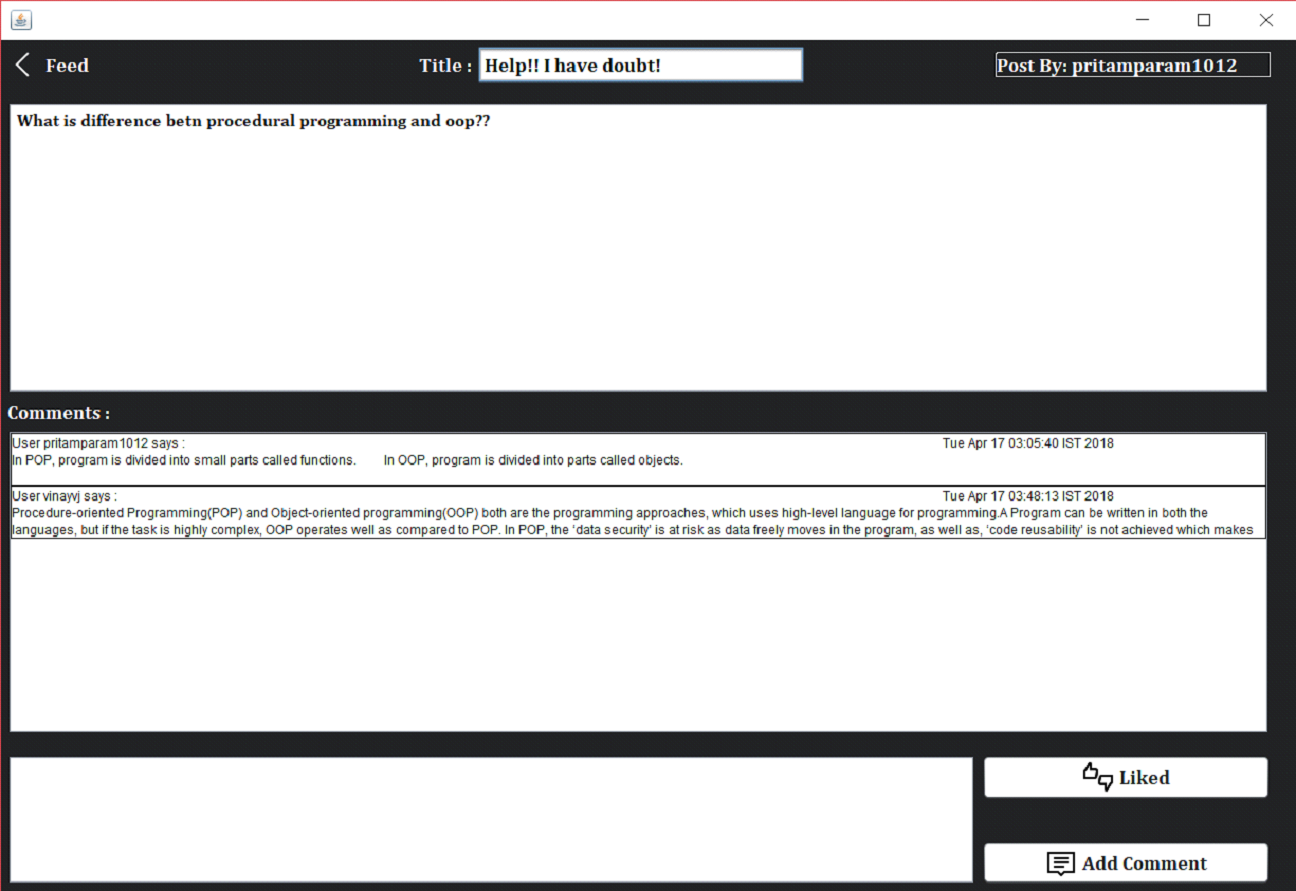 Feed
Title :
Help!! I have doubt!
Post By: pritamparam1012
What is difference betn procedural programming and oop??
Comments :
User pritamparam1012 says :
Tue Apr 17 03:05:40 IST 2018
In POP, program is divided into small parts called functions. In OOP, program is divided into parts called objects.
User vinayvj says :
Tue Apr 17 03:48:13 IST 2018
Procedure-oriented Programming(POP) and Object-oriented programming(OOP) both are the programming approaches, which uses high-level language for programming.A Program can be written in both the
languages, but if the task is highly complex, OOP operates well as compared to POP. In POP, the ‘data security’ is at risk as data freely moves in the program, as well as, ‘code reusability’ is not achieved which makes
Liked
Add Comment